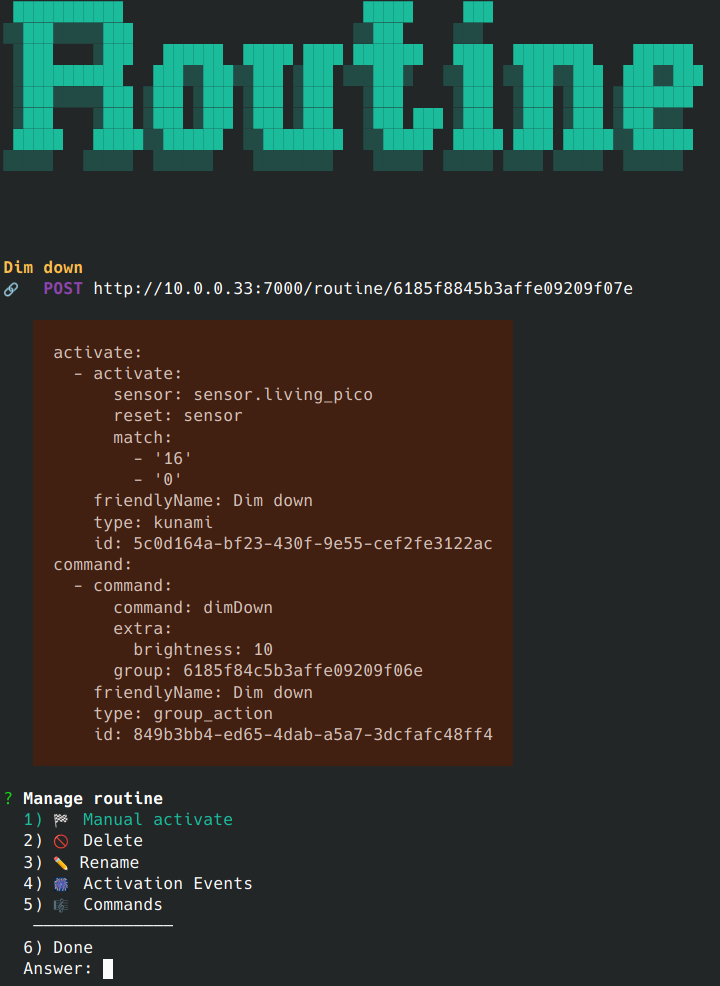 Routine
Dim down
POST http://10.0.0.33:7000/routine/6185f8845b3affe09209f07e
activate:
  - activate:
      sensor: sensor.living_pico
      reset: sensor
      match:
        - '16'
        - '0'
    friendlyName: Dim down
    type: kunami
    id: 5c0d164a-bf23-430f-9e55-cef2fe3122ac
command:
  - command:
      command: dimDown
      extra:
        brightness: 10
      group: 6185f84c5b3affe09209f06e
    friendlyName: Dim down
    type: group_action
    id: 849b3bb4-ed65-4dab-a5a7-3dcfafc48ff4
? Manage routine
1) 🏁 Manual activate
2) 🚫 Delete
3) ✏️ Rename
4) 🎆 Activation Events
5) 🎼 Commands
──────────────
6) Done
Answer: